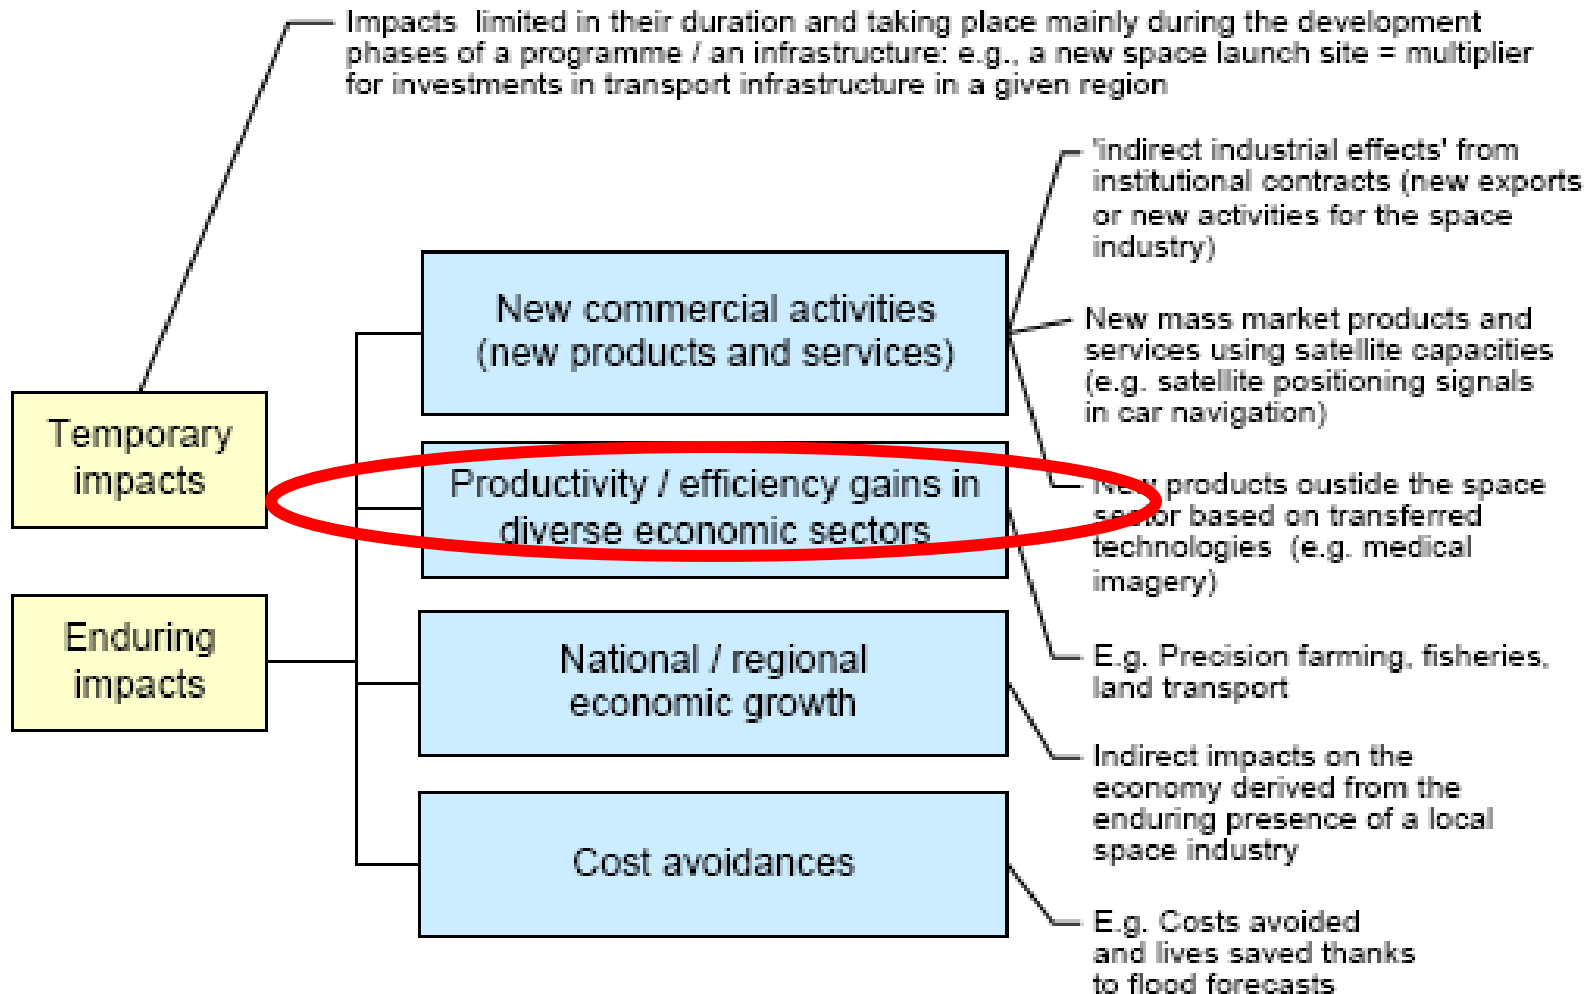 Impacts limited in their duration and taking place mainly during the development
phases of a programme / an infrastructure: e.g., a new space launch site = multiplier
for investments in transport infrastructure in a given region
'indirect industrial effects' from
institutional contracts (new exports
or new activities for the space
industry)
New commercial activities
(new products and services)
New mass market products and
services using satellite capacities
(e.g. satellite positioning signals
in car navigation)
Temporary
impacts
Productivity / efficiency gains in
diverse economic sectors
New products oustide the space
sector based on transferred
technologies (e.g. medical
imagery)
Enduring
impacts
National / regional
economic growth
E.g. Precision farming, fisheries,
land transport
Indirect impacts on the
economy derived from the
enduring presence of a local
space industry
Cost avoidances
E.g. Costs avoided
and lives saved thanks
to flood forecasts